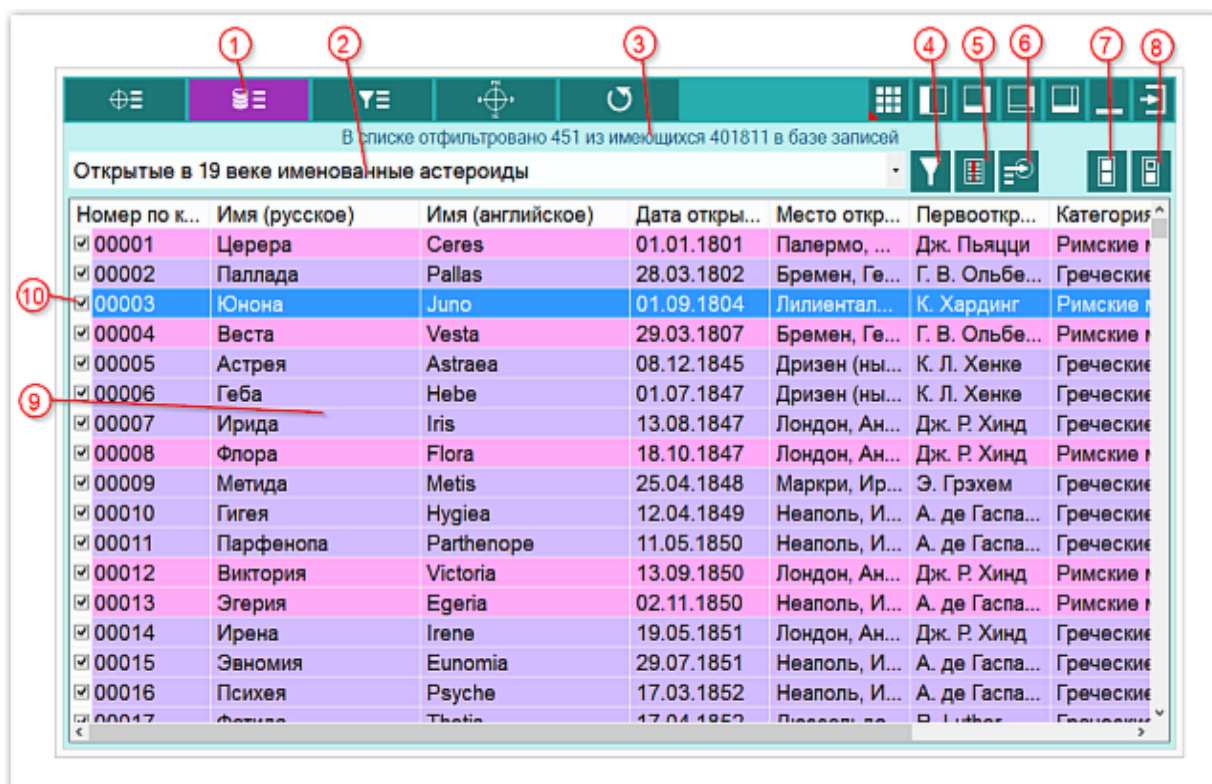 1 2 3 4 5 6 7 8
В списке отфильтровано 451 из имеющихся 401811 в базе записей
Открытые в 19 веке именованные астероиды
Номер по к... Имя (русское) Имя (английское) Дата откры... Место откр... Первооткр... Категория
00001 Церера Ceres 01.01.1801 Палермо, ... Дж. Пьяцци Римские
00002 Паллада Pallas 28.03.1802 Бремен, Ге... Г. В. Ольбе... Греческие
10 00003 Юнона Juno 01.09.1804 Лилиентал... К. Хардинг Римские
00004 Веста Vesta 29.03.1807 Бремен, Ге... Г. В. Ольбе... Римские
00005 Астрея Astraea 08.12.1845 Дризен (ны... К. Л. Хенке Греческие
9 00006 Геба Hebe 01.07.1847 Дризен (ны... К. Л. Хенке Греческие
00007 Ирида Iris 13.08.1847 Лондон, Ан... Дж. Р. Хинд Греческие
00008 Флора Flora 18.10.1847 Лондон, Ан... Дж. Р. Хинд Римские
00009 Метида Metis 25.04.1848 Маркри, Ир... Э. Грэхем Греческие
00010 Гигея Hygiea 12.04.1849 Неаполь, И... А. де Гаспа... Греческие
00011 Парфенопа Parthenope 11.05.1850 Неаполь, И... А. де Гаспа... Греческие
00012 Виктория Victoria 13.09.1850 Лондон, Ан... Дж. Р. Хинд Римские
00013 Эгерия Egeria 02.11.1850 Неаполь, И... А. де Гаспа... Римские
00014 Ирена Irene 19.05.1851 Лондон, Ан... Дж. Р. Хинд Греческие
00015 Эвномия Eunomia 29.07.1851 Неаполь, И... А. де Гаспа... Греческие
00016 Психея Psyche 17.03.1852 Неаполь, И... А. де Гаспа... Греческие
00017 Фетида Thetis 17.04.1852 R. Luther Греческие